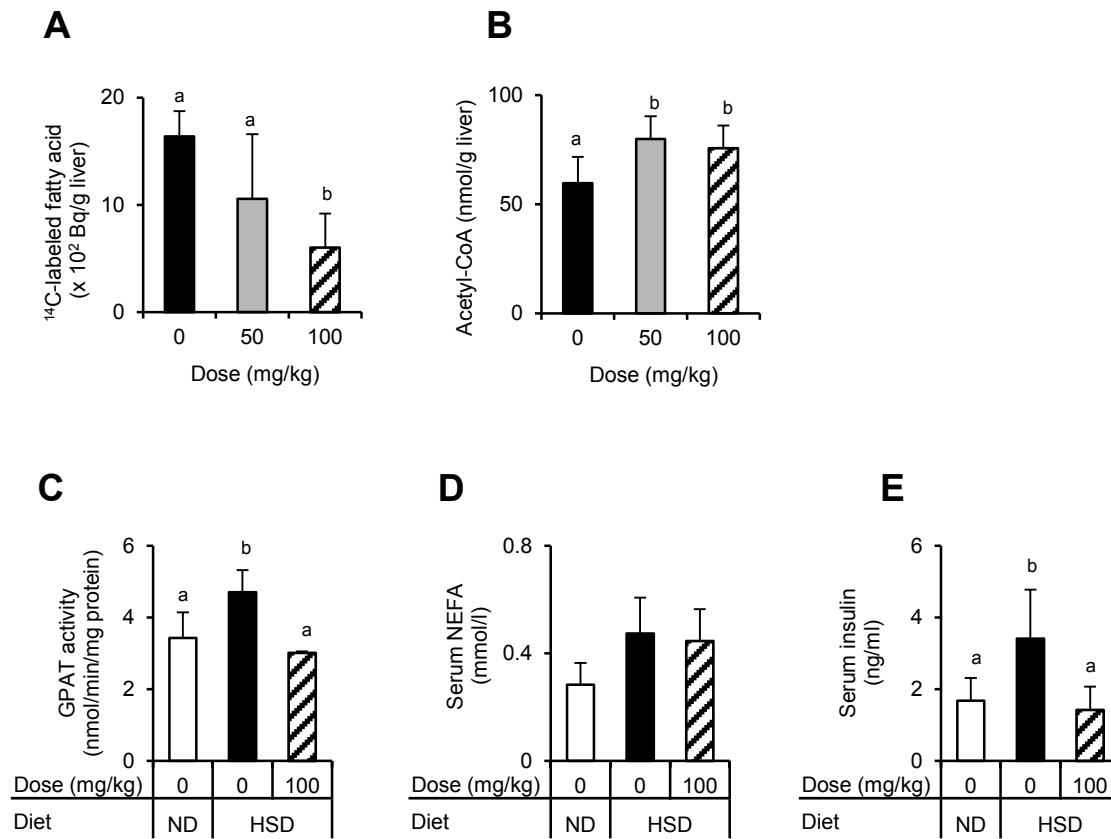 A
¹⁴C-labeled fatty acid
(x 10² Bq/g liver)
20
10
0
a
a
b
0 50 100
Dose (mg/kg)
B
Acetyl-CoA (nmol/g liver)
100
50
0
a
b
b
0 50 100
Dose (mg/kg)
C
GPAT activity
(nmol/min/mg protein)
6
4
2
0
a
b
a
Dose (mg/kg) 0 0 100
Diet ND HSD
D
Serum NEFA
(mmol/l)
0.8
0.4
0
Dose (mg/kg) 0 0 100
Diet ND HSD
E
Serum insulin
(ng/ml)
6
4
2
0
a
b
a
Dose (mg/kg) 0 0 100
Diet ND HSD